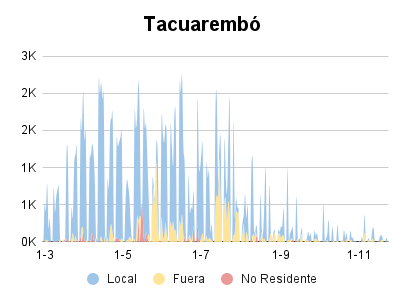 Tacuarembó
3K
2K
2K
1K
1K
0K
1-3 1-5 1-7 1-9 1-11
Local Fuera No Residente